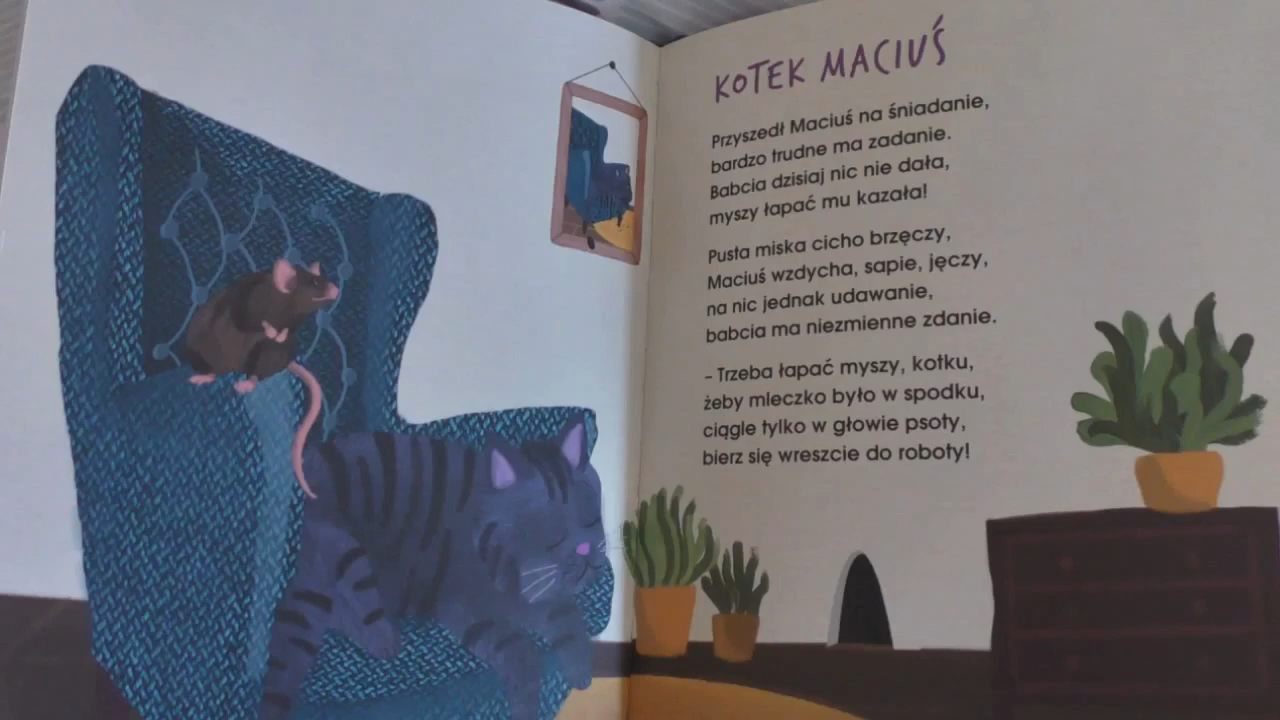 KOTEK MACIUŚ
Przyszedł Maciuś na śniadanie,
bardzo trudne ma zadanie.
Babcia dzisiaj nic nie dała,
myszy łapać mu kazała!
Pusta miska cicho brzęczy,
Maciuś wzdycha, sapie, jęczy,
na nic jednak udawanie,
babcia ma niezmienne zdanie.
– Trzeba łapać myszy, kotku,
żeby mleczko było w spodku,
ciągle tylko w głowie psoty,
bierz się wreszcie do roboty!